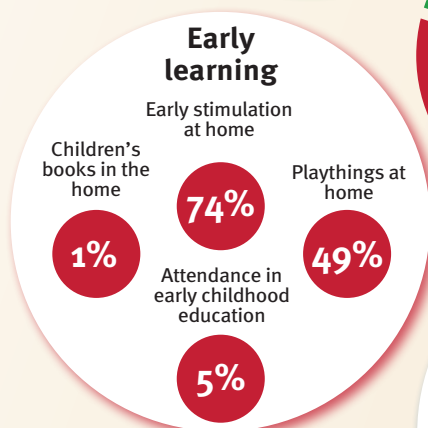 Early
learning
Early stimulation
at home
74%
Children’s
books in the
home
1%
Playthings at
home
49%
Attendance in
early childhood
education
5%